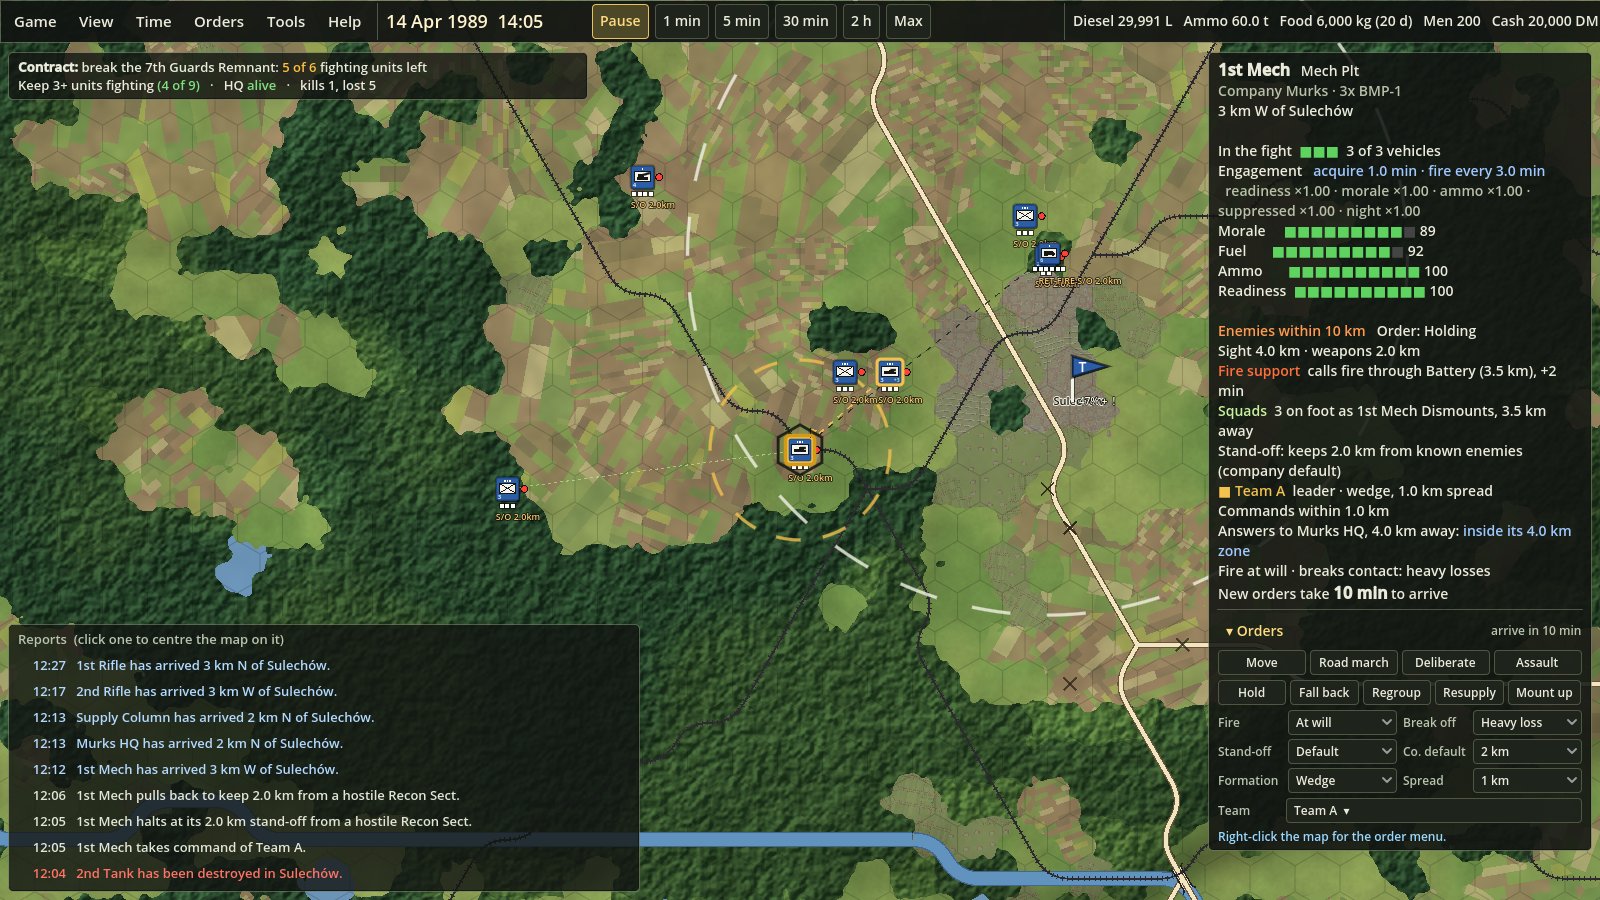 Game View Time Orders Tools Help 14 Apr 1989 14:05 Pause 1 min 5 min 30 min 2 h Max Diesel 29,991 L Ammo 60.0 t Food 6,000 kg (20 d) Men 200 Cash 20,000 DM
Contract: break the 7th Guards Remnant: 5 of 6 fighting units left
Keep 3+ units fighting (4 of 9) · HQ alive · kills 1, lost 5
S/O 2.0km
S/O 2.0km
S/O 2.0km
S/O 2.0km
S/O 2.0km
S/O 2.0km
T
Reports (click one to centre the map on it)
12:27 1st Rifle has arrived 3 km N of Sulechów.
12:17 2nd Rifle has arrived 3 km W of Sulechów.
12:13 Supply Column has arrived 2 km N of Sulechów.
12:13 Murks HQ has arrived 2 km N of Sulechów.
12:12 1st Mech has arrived 3 km W of Sulechów.
12:06 1st Mech pulls back to keep 2.0 km from a hostile Recon Sect.
12:05 1st Mech halts at its 2.0 km stand-off from a hostile Recon Sect.
12:05 1st Mech takes command of Team A.
12:04 2nd Tank has been destroyed in Sulechów.
1st Mech Mech Plt
Company Murks · 3x BMP-1
3 km W of Sulechów
In the fight 3 of 3 vehicles
Engagement acquire 1.0 min · fire every 3.0 min
readiness ×1.00 · morale ×1.00 · ammo ×1.00 ·
suppressed ×1.00 · night ×1.00
Morale 89
Fuel 92
Ammo 100
Readiness 100
Enemies within 10 km Order: Holding
Sight 4.0 km · weapons 2.0 km
Fire support calls fire through Battery (3.5 km), +2
min
Squads 3 on foot as 1st Mech Dismounts, 3.5 km
away
Stand-off: keeps 2.0 km from known enemies
(company default)
Team A leader · wedge, 1.0 km spread
Commands within 1.0 km
Answers to Murks HQ, 4.0 km away: inside its 4.0 km
zone
Fire at will · breaks contact: heavy losses
New orders take 10 min to arrive
▾ Orders arrive in 10 min
Move Road march Deliberate Assault
Hold Fall back Regroup Resupply Mount up
Fire At will Break off Heavy loss
Stand-off Default Co. default 2 km
Formation Wedge Spread 1 km
Team Team A ▾
Right-click the map for the order menu.